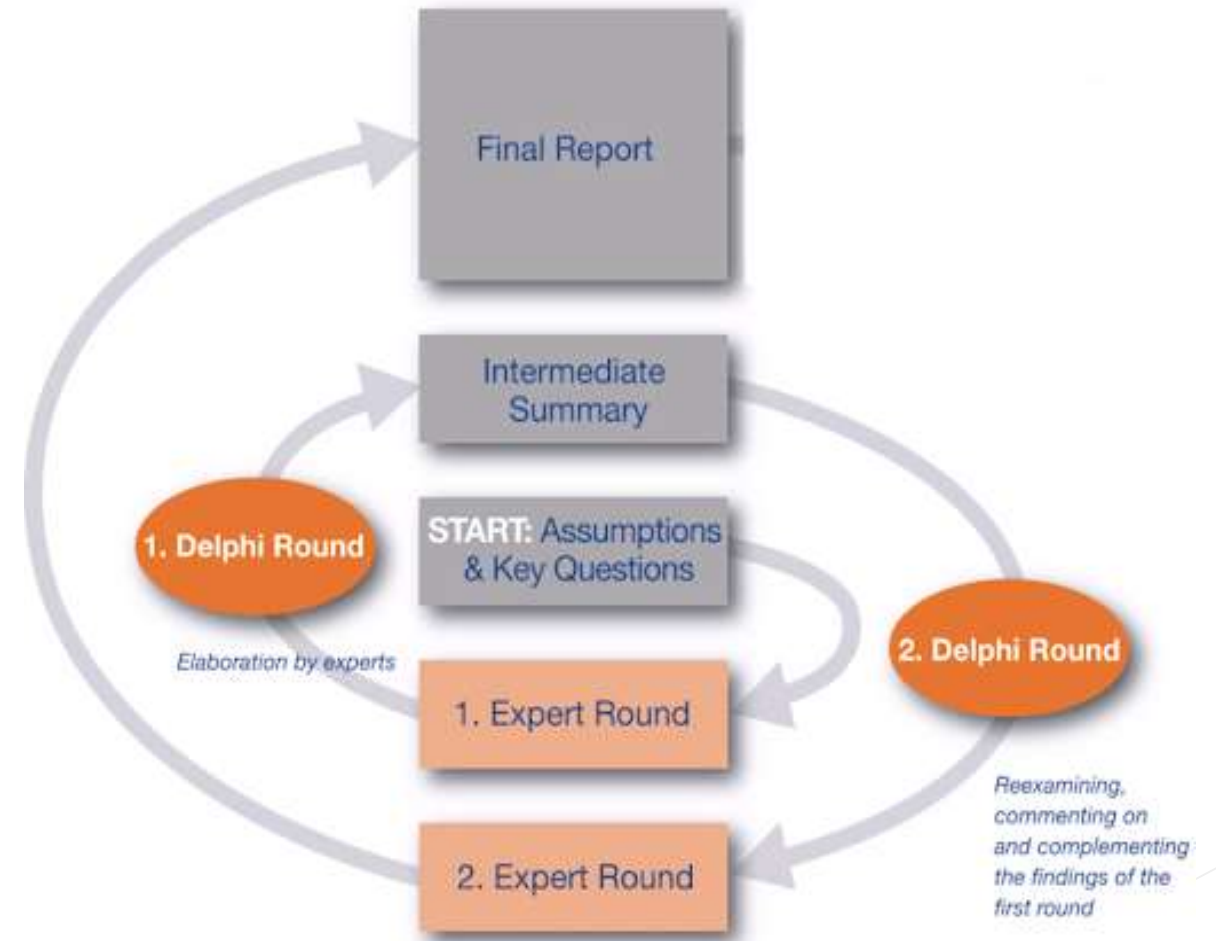 Final Report
Intermediate
Summary
START: Assumptions
& Key Questions
1. Delphi Round
Elaboration by experts
2. Delphi Round
1. Expert Round
Reexamining,
commenting on
and complementing
the findings of the
first round
2. Expert Round